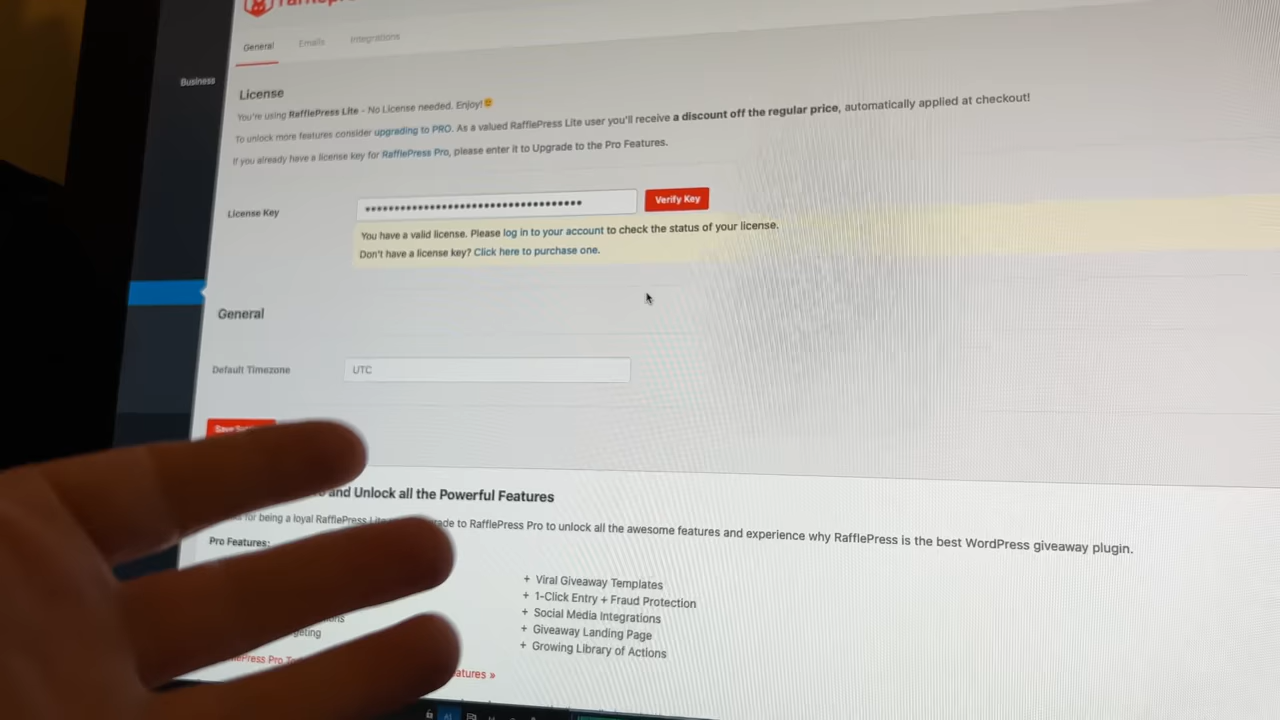 General Emails Integrations
Business
License
You're using RafflePress Lite - No License needed. Enjoy!
To unlock more features consider upgrading to PRO. As a valued RafflePress Lite user you'll receive a discount off the regular price, automatically applied at checkout!
If you already have a license key for RafflePress Pro, please enter it to Upgrade to the Pro Features.
License Key
Verify Key
You have a valid license. Please log in to your account to check the status of your license.
Don't have a license key? Click here to purchase one.
General
Default Timezone
UTC
Save
and Unlock all the Powerful Features
for being a loyal RafflePress Lite to RafflePress Pro to unlock all the awesome features and experience why RafflePress is the best WordPress giveaway plugin.
Pro Features:
+ Viral Giveaway Templates
+ 1-Click Entry + Fraud Protection
+ Social Media Integrations
+ Giveaway Landing Page
+ Growing Library of Actions